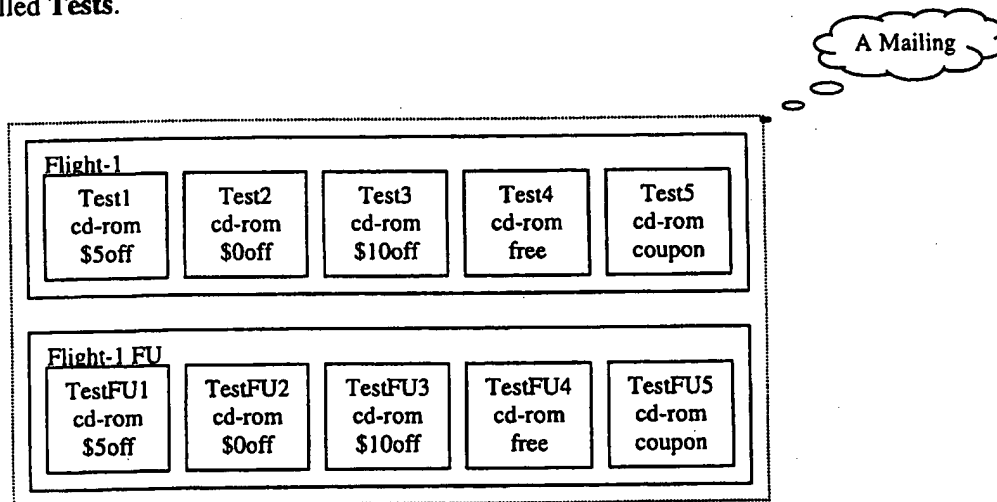 lled Tests.
A Mailing
Flight-1
Test1 Test2 Test3 Test4 Test5
cd-rom cd-rom cd-rom cd-rom cd-rom
$5off $0off $10off free coupon
Flight-1 FU
TestFU1 TestFU2 TestFU3 TestFU4 TestFU5
cd-rom cd-rom cd-rom cd-rom cd-rom
$5off $0off $10off free coupon